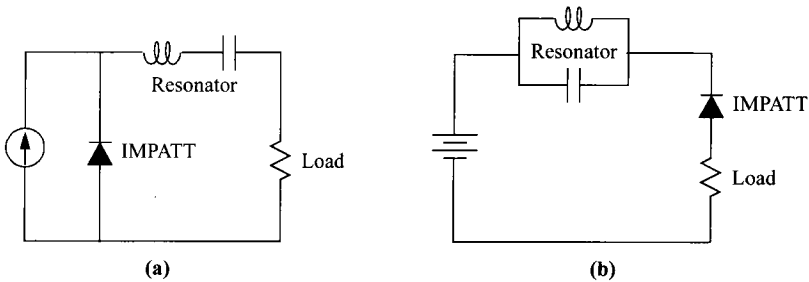 Resonator
IMPATT
Load
(a)
Resonator
IMPATT
Load
(b)